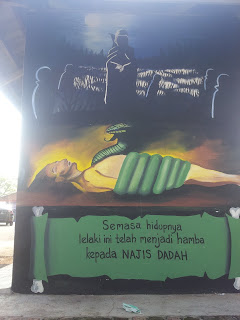 Semasa hidupnya
lelaki ini telah menjadi hamba
kepada NAJIS DADAH